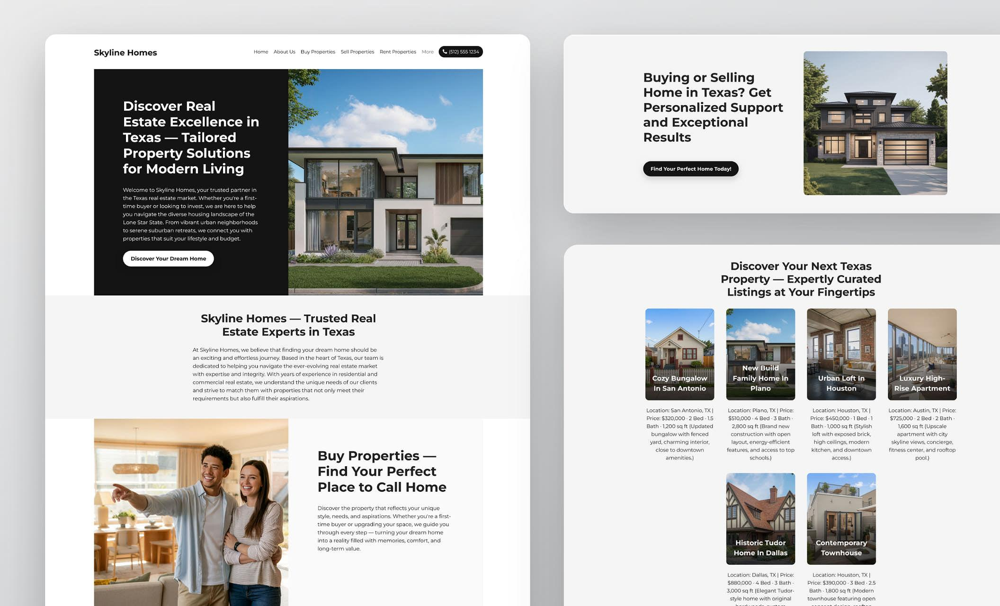 Skyline Homes
Home About Us Buy Properties Sell Properties Rent Properties More (512) 555 1234
Discover Real
Estate Excellence in
Texas — Tailored
Property Solutions
for Modern Living
Welcome to Skyline Homes, your trusted partner in
the Texas real estate market. Whether you're a first-
time buyer or looking to invest, we are here to help
you navigate the diverse housing landscape of the
Lone Star State. From vibrant urban neighborhoods
to serene suburban retreats, we connect you with
properties that suit your lifestyle and budget.
Discover Your Dream Home
Skyline Homes — Trusted Real
Estate Experts in Texas
At Skyline Homes, we believe that finding your dream home should be
an exciting and effortless journey. Based in the heart of Texas, our team is
dedicated to helping you navigate the ever-evolving real estate market
with expertise and integrity. With years of experience in residential and
commercial real estate, we understand the unique needs of our clients
and strive to match them with properties that not only meet their
requirements but also fulfill their aspirations.
Buy Properties —
Find Your Perfect
Place to Call Home
Discover the property that reflects your unique
style, needs, and aspirations. Whether you're a first-
time buyer or upgrading your space, we guide you
through every step — turning your dream home
into a reality filled with memories, comfort, and
long-term value.
Buying or Selling
Home in Texas? Get
Personalized Support
and Exceptional
Results
Find Your Perfect Home Today!
Discover Your Next Texas
Property — Expertly Curated
Listings at Your Fingertips
Cozy Bungalow
In San Antonio
Location: San Antonio, TX |
Price: $320,000 · 2 Bed · 1.5
Bath · 1,200 sq ft (Updated
bungalow with fenced
yard, charming interior,
close to downtown
amenities.)
New Build
Family Home In
Plano
Location: Plano, TX | Price:
$510,000 · 4 Bed · 3 Bath ·
2,800 sq ft (Brand new
construction with open
layout, energy-efficient
features, and access to top
schools.)
Urban Loft In
Houston
Location: Houston, TX |
Price: $450,000 · 1 Bed · 1
Bath · 1,000 sq ft (Stylish
loft with exposed brick,
high ceilings, modern
kitchen, and downtown
access.)
Luxury High-
Rise Apartment
Location: Austin, TX | Price:
$725,000 · 2 Bed · 2 Bath ·
1,600 sq ft (Upscale
apartment with city
skyline views, concierge,
fitness center, and rooftop
pool.)
Historic Tudor
Home In Dallas
Location: Dallas, TX | Price:
$880,000 · 4 Bed · 3 Bath ·
3,000 sq ft (Elegant Tudor-
style home with original
Contemporary
Townhouse
Location: Houston, TX |
Price: $390,000 · 3 Bed · 2.5
Bath · 1,800 sq ft (Modern
townhouse featuring open